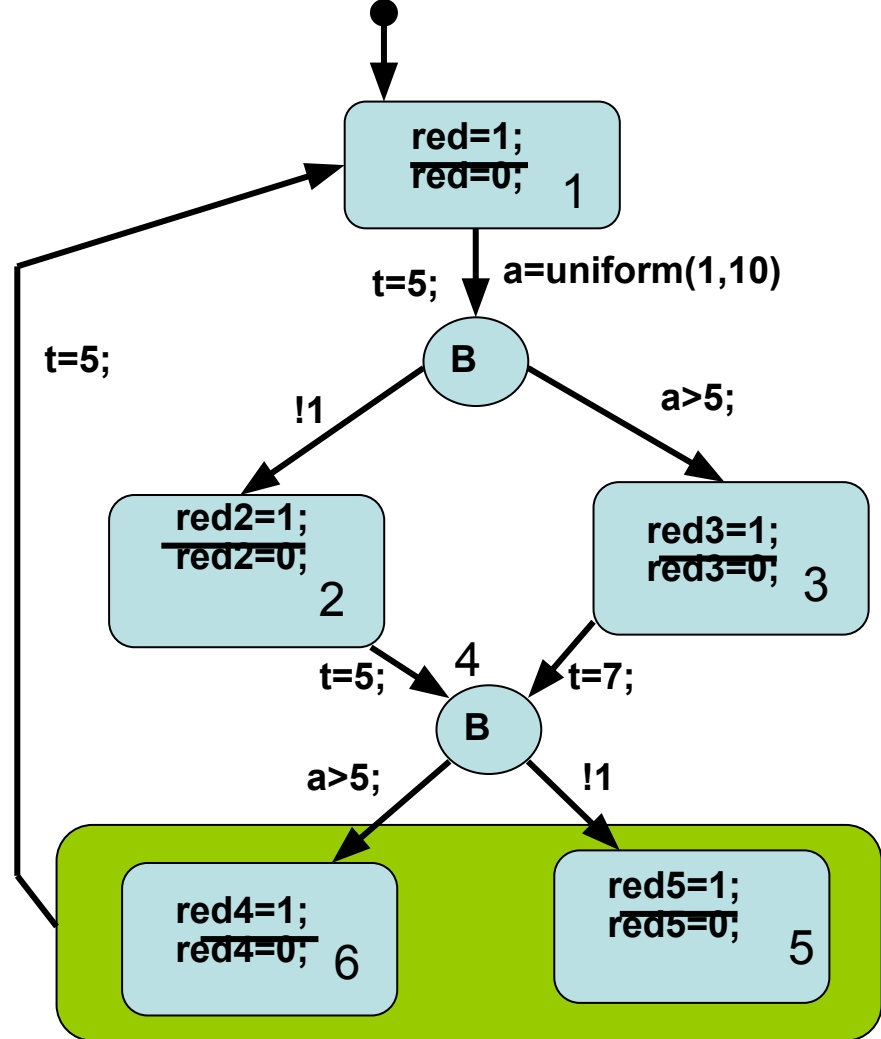 red=1;
red=0;
1
t=5;
a=uniform(1,10)
B
t=5;
!1
a>5;
red2=1;
red2=0;
2
red3=1;
red3=0;
3
t=5;
4
t=7;
B
a>5;
!1
red4=1;
red4=0;
6
red5=1;
red5=0;
5